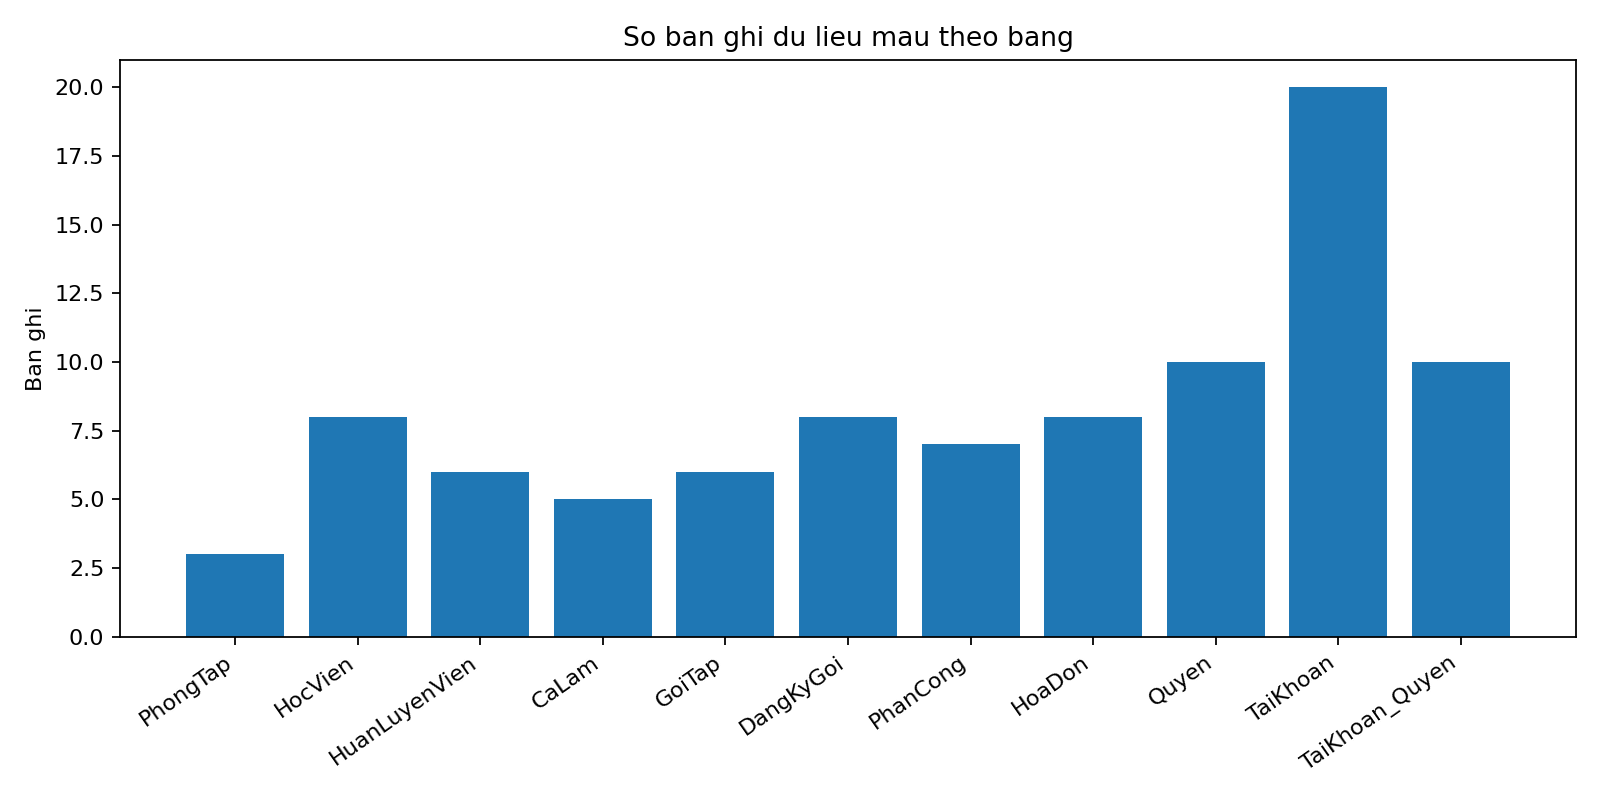 So ban ghi du lieu mau theo bang
Ban ghi
20.0
17.5
15.0
12.5
10.0
7.5
5.0
2.5
0.0
PhongTap
HocVien
HuanLuyenVien
CaLam
GoiTap
DangKyGoi
PhanCong
HoaDon
Quyen
TaiKhoan
TaiKhoan_Quyen